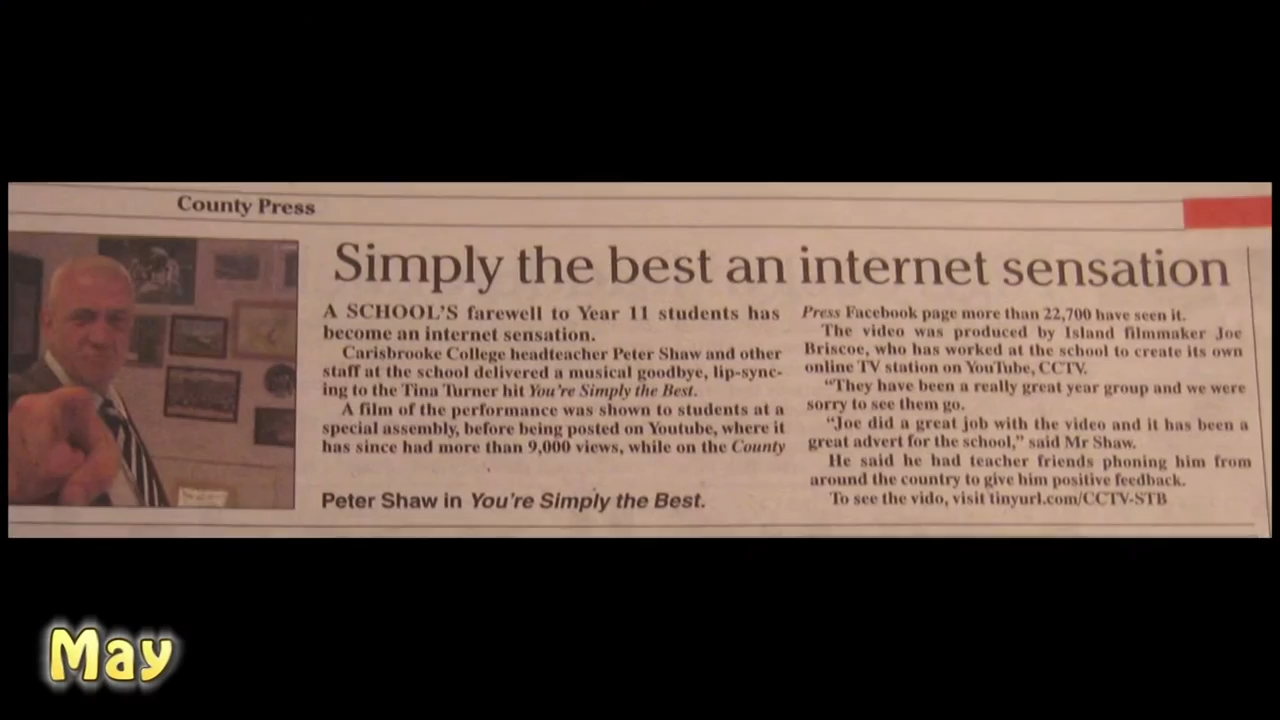 County Press
Simply the best an internet sensation
A SCHOOL'S farewell to Year 11 students has
become an internet sensation.
Carisbrooke College headteacher Peter Shaw and other
staff at the school delivered a musical goodbye, lip-sync-
ing to the Tina Turner hit You're Simply the Best.
A film of the performance was shown to students at a
special assembly, before being posted on Youtube, where it
has since had more than 9,000 views, while on the County
Press Facebook page more than 22,700 have seen it.
The video was produced by Island filmmaker Joe
Briscoe, who has worked at the school to create its own
online TV station on YouTube, CCTV.
"They have been a really great year group and we were
sorry to see them go.
"Joe did a great job with the video and it has been a
great advert for the school," said Mr Shaw.
He said he had teacher friends phoning him from
around the country to give him positive feedback.
To see the vido, visit tinyurl.com/CCTV-STB
Peter Shaw in You're Simply the Best.
May